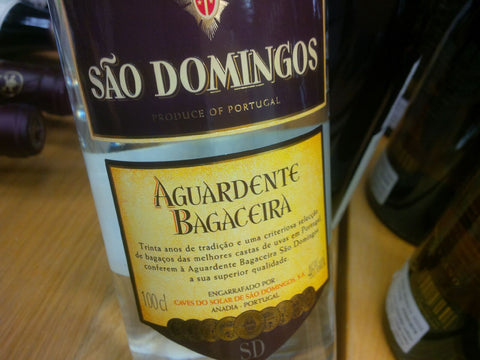 SÃO DOMINGOS
PRODUCE OF PORTUGAL
AGUARDENTE
BAGACEIRA
Trinta anos de tradição e uma criteriosa selecção
de bagaços das melhores castas de uvas em Portugal
conferem à Aguardente Bagaceira São Domingos
a sua superior qualidade.
ENGARRAFADO POR
CAVES DO SOLAR DE SÃO DOMINGOS, S.A.
ANADIA - PORTUGAL
100cl
SD